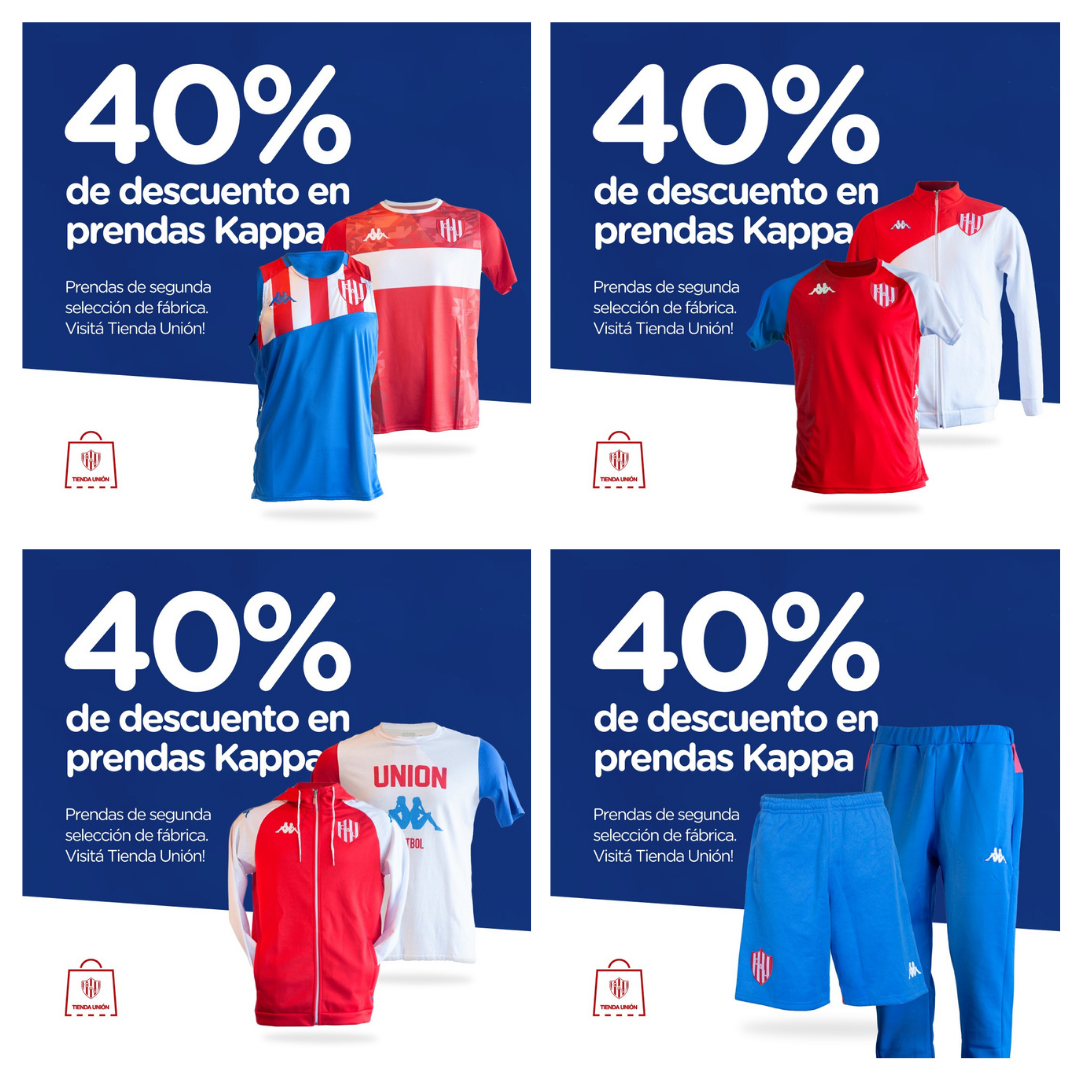 40%
de descuento en
prendas Kappa
Prendas de segunda
selección de fábrica.
Visitá Tienda Unión!
TIENDA UNIÓN
40%
de descuento en
prendas Kappa
Prendas de segunda
selección de fábrica.
Visitá Tienda Unión!
TIENDA UNIÓN
40%
de descuento en
prendas Kappa
Prendas de segunda
selección de fábrica.
Visitá Tienda Unión!
UNION
TBOL
TIENDA UNIÓN
40%
de descuento en
prendas Kappa
Prendas de segunda
selección de fábrica.
Visitá Tienda Unión!
TIENDA UNIÓN